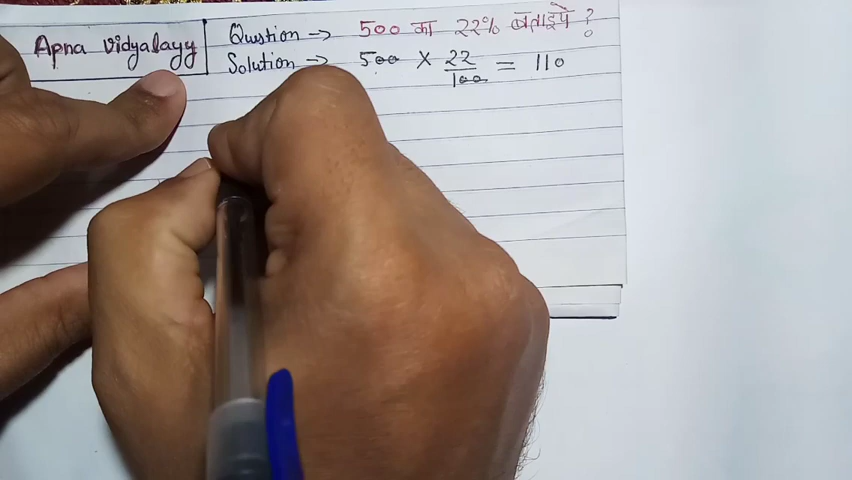 Apna Vidyalayy
Qustion → 500 का 22% बताइये ?
Solution → 500 × 22/100 = 110